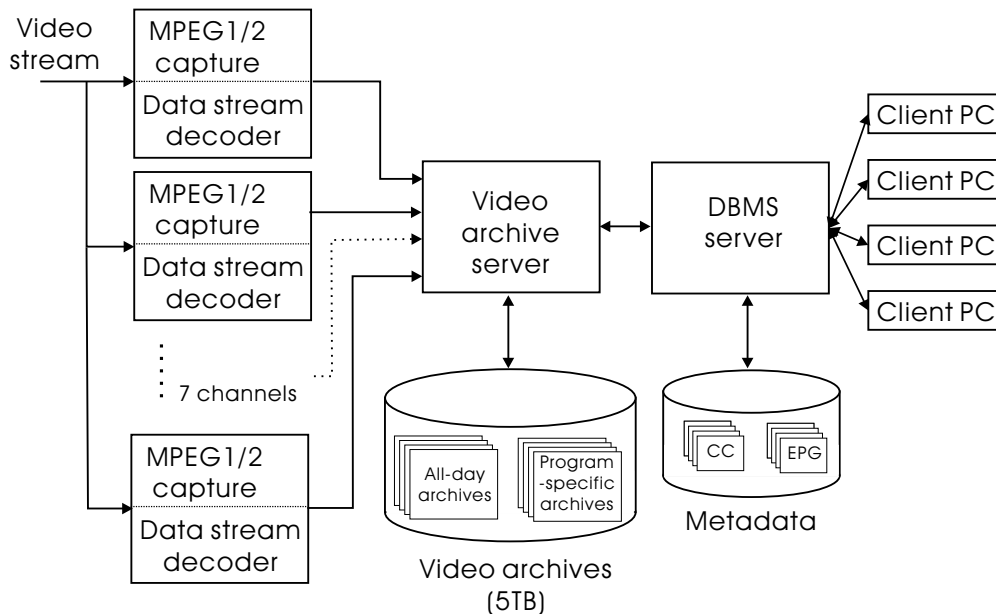 Video
stream
MPEG1/2
capture
Data stream
decoder
MPEG1/2
capture
Data stream
decoder
7 channels
MPEG1/2
capture
Data stream
decoder
Video
archive
server
DBMS
server
Client PC
Client PC
Client PC
Client PC
All-day
archives
Program
-specific
archives
Video archives
(5TB)
CC
EPG
Metadata